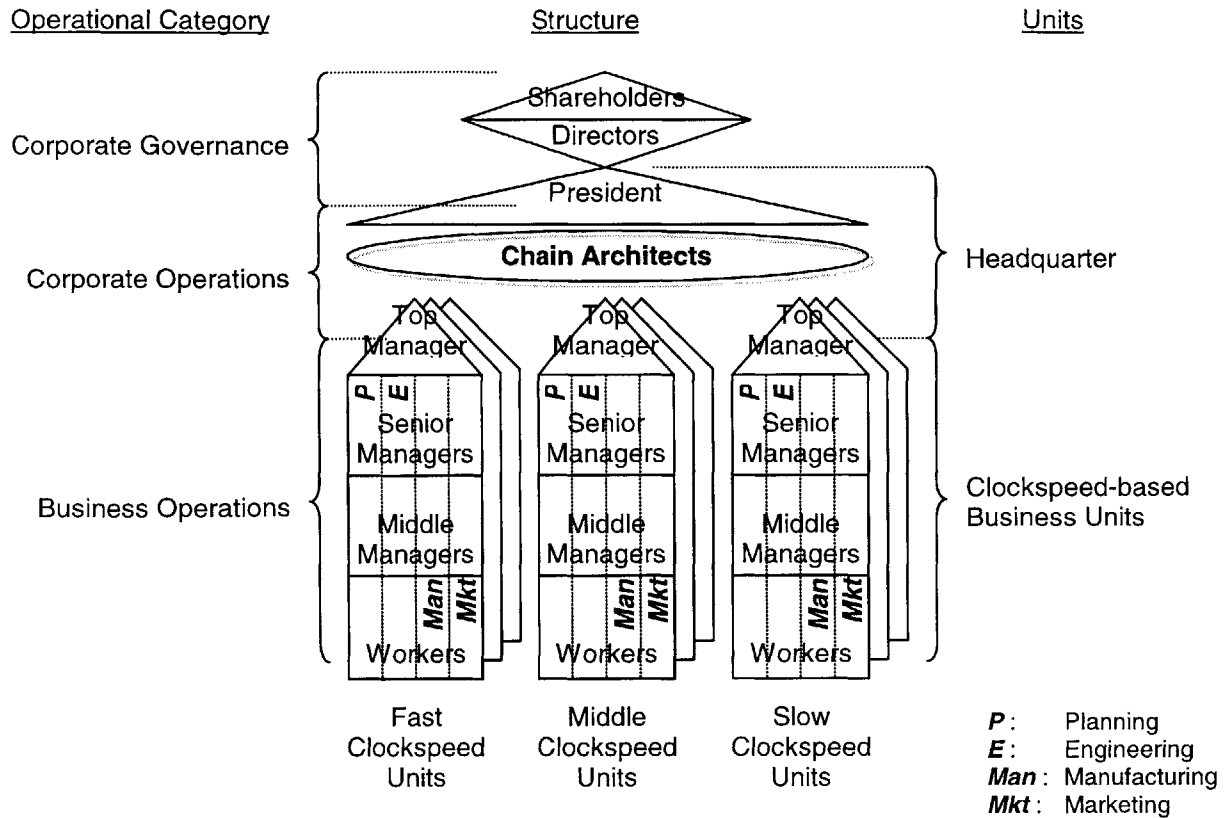 Operational Category Structure Units
Shareholders
Directors
Corporate Governance
President
Chain Architects
Corporate Operations
Headquarter
Top Manager Top Manager Top Manager
P E P E P E
Senior Managers Senior Managers Senior Managers
Business Operations
Clockspeed-based
Business Units
Middle Managers Middle Managers Middle Managers
Man Mkt Man Mkt Man Mkt
Workers Workers Workers
Fast Clockspeed Units
Middle Clockspeed Units
Slow Clockspeed Units
P : Planning
E : Engineering
Man : Manufacturing
Mkt : Marketing